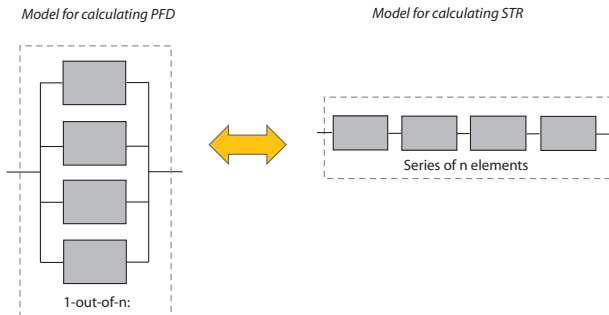 Model for calculating PFD
Model for calculating STR
Series of n elements
1-out-of-n: